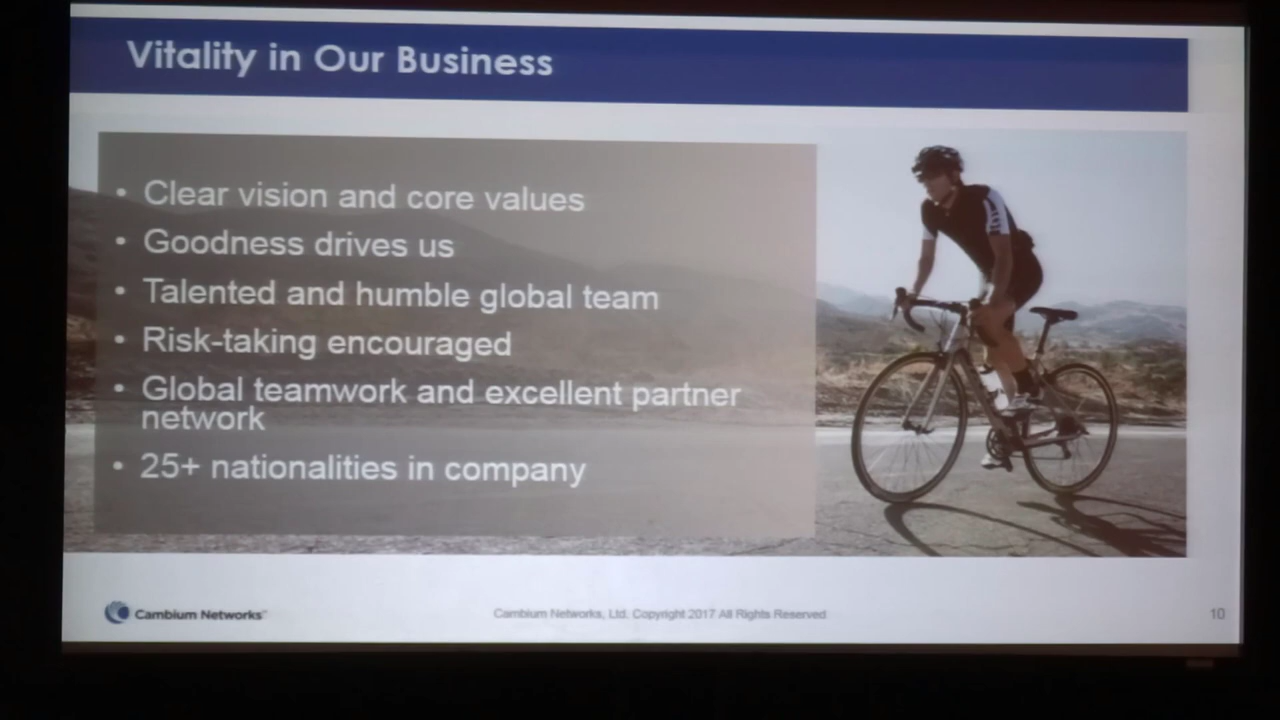 Vitality in Our Business
• Clear vision and core values
• Goodness drives us
• Talented and humble global team
• Risk-taking encouraged
• Global teamwork and excellent partner
network
• 25+ nationalities in company
Cambium Networks™
Cambium Networks, Ltd. Copyright 2017 All Rights Reserved
10